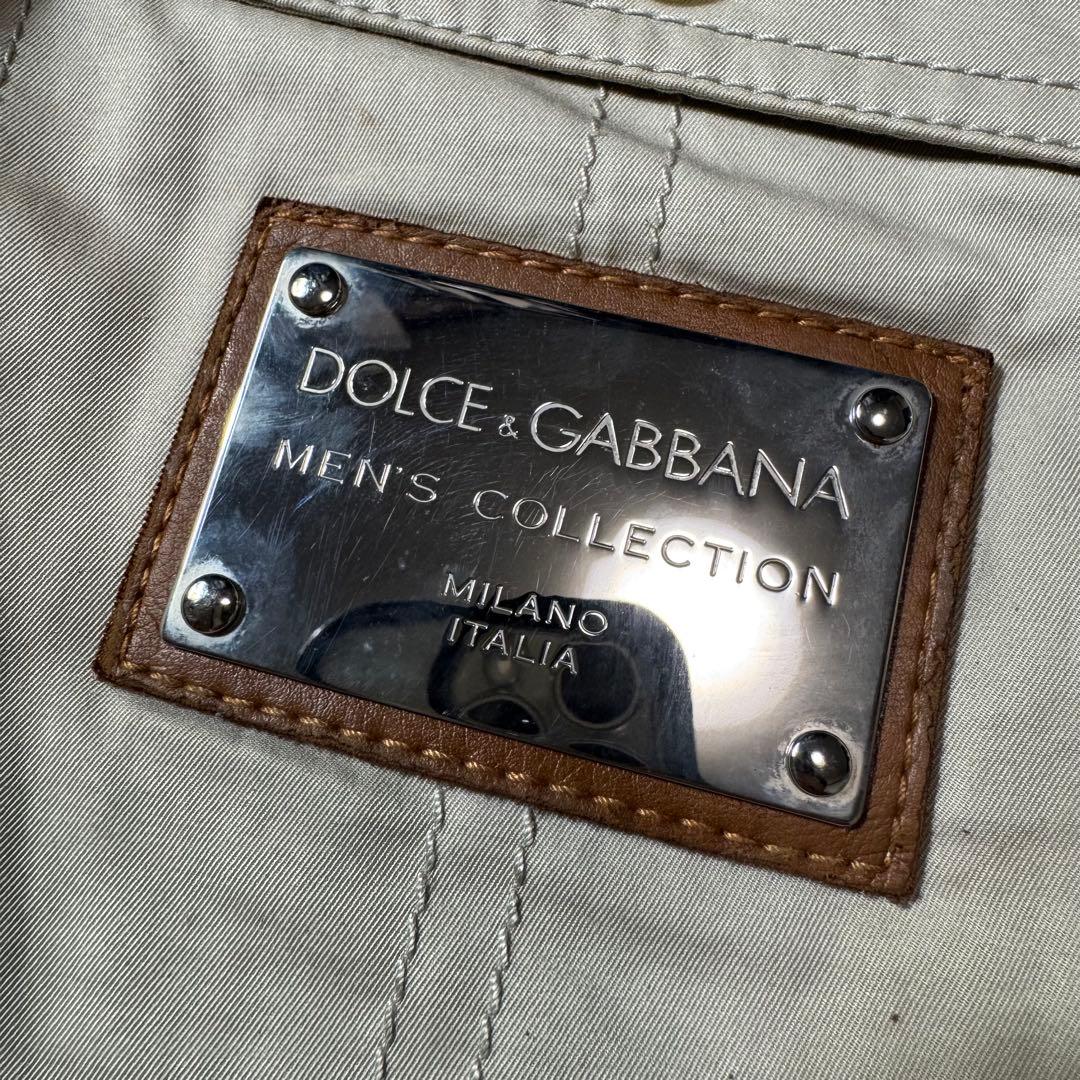 DOLCE & GABBANA
MEN'S COLLECTION
MILANO
ITALIA